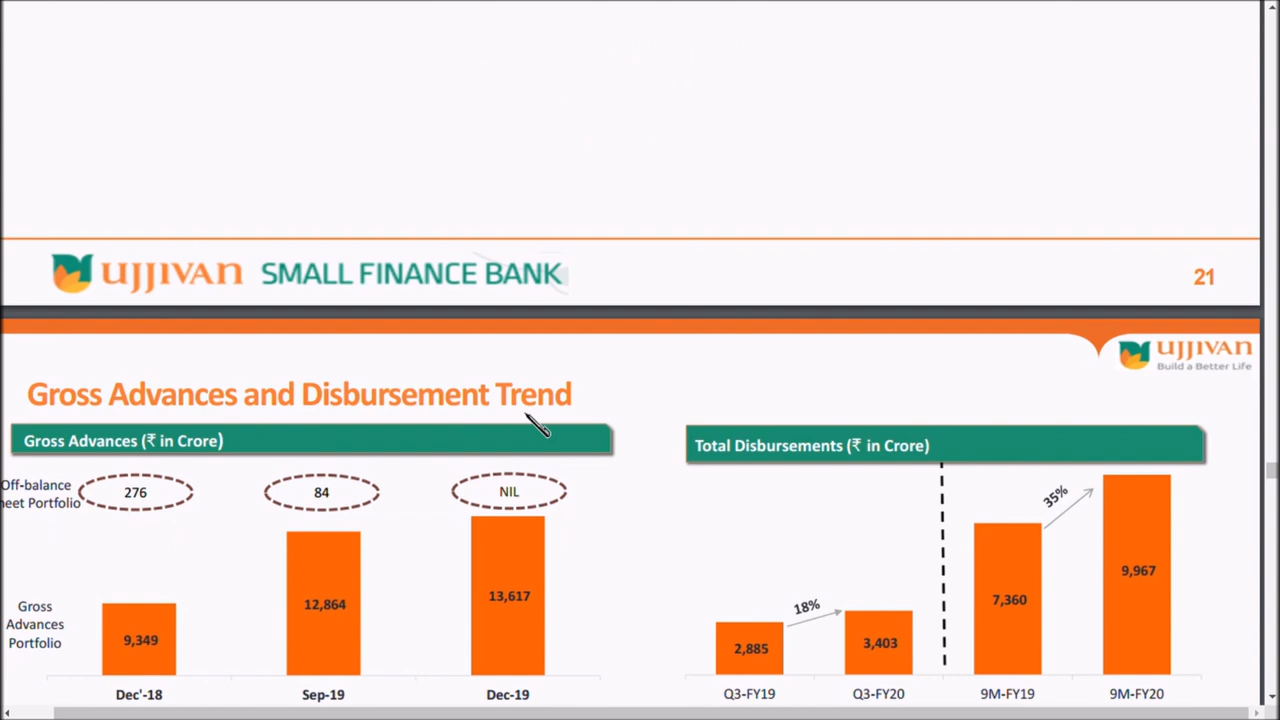 ujjivan SMALL FINANCE BANK
21
ujjivan
Build a Better Life
Gross Advances and Disbursement Trend
Gross Advances (₹ in Crore)
Off-balance
heet Portfolio
276
84
NIL
Gross
Advances
Portfolio
9,349
12,864
13,617
Dec'-18
Sep-19
Dec-19
Total Disbursements (₹ in Crore)
18%
35%
2,885
3,403
7,360
9,967
Q3-FY19
Q3-FY20
9M-FY19
9M-FY20